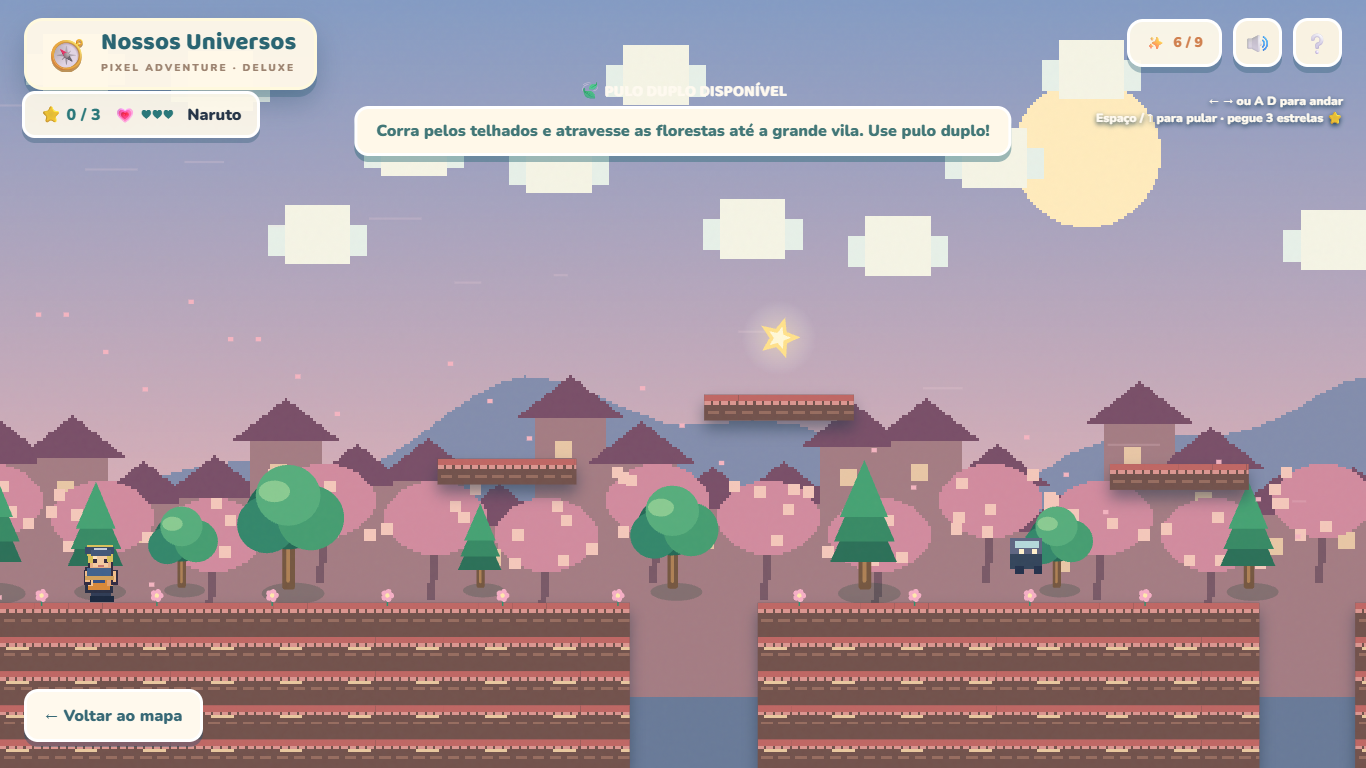 Nossos Universos
PIXEL ADVENTURE · DELUXE
0 / 3 Naruto
PULO DUPLO DISPONÍVEL
Corra pelos telhados e atravesse as florestas até a grande vila. Use pulo duplo!
6 / 9
?
← → ou A D para andar
Espaço / para pular · pegue 3 estrelas
← Voltar ao mapa